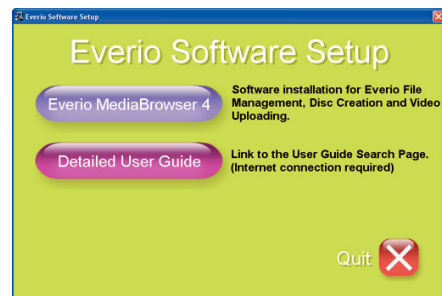 Everio Software Setup
Everio Software Setup
Everio MediaBrowser 4
Software installation for Everio File
Management, Disc Creation and Video
Uploading.
Detailed User Guide
Link to the User Guide Search Page.
(Internet connection required)
Quit